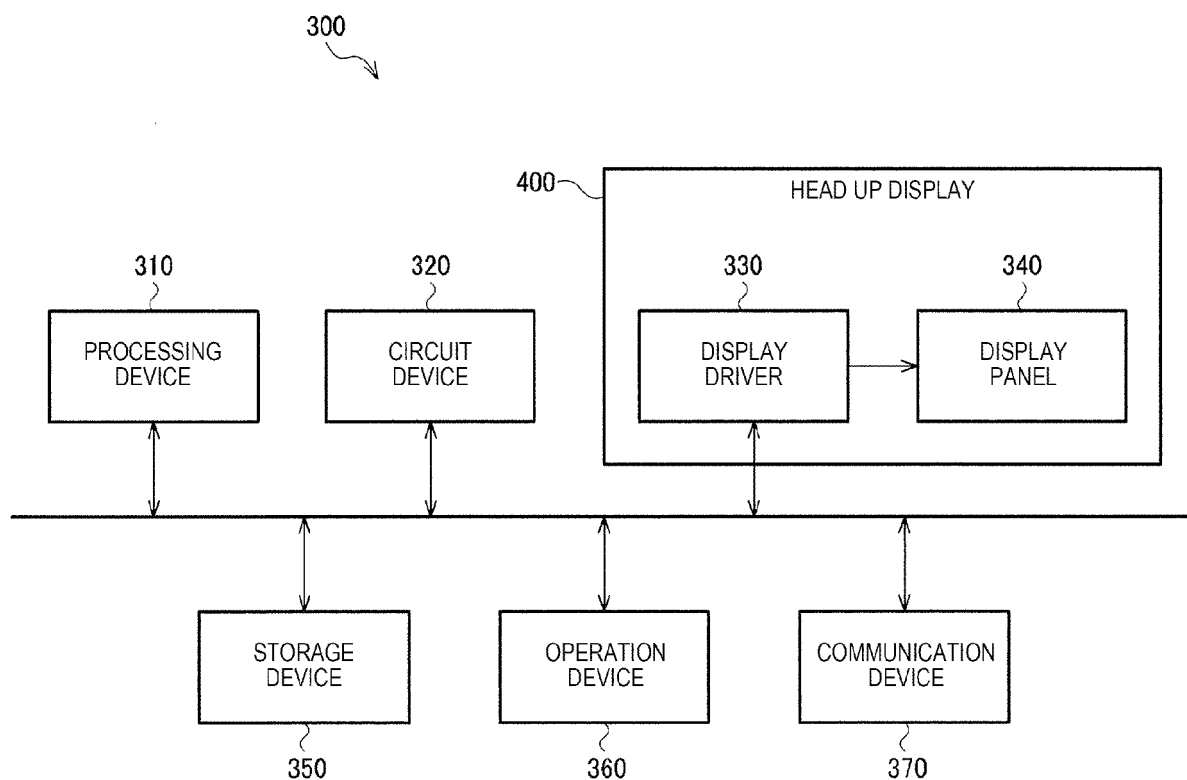 300
400
HEAD UP DISPLAY
310
320
330
340
PROCESSING
DEVICE
CIRCUIT
DEVICE
DISPLAY
DRIVER
DISPLAY
PANEL
STORAGE
DEVICE
OPERATION
DEVICE
COMMUNICATION
DEVICE
350
360
370